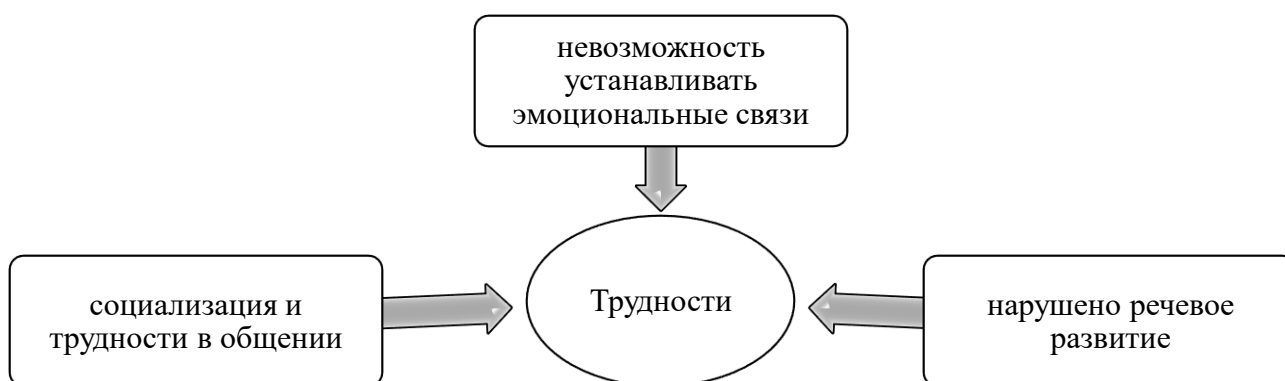 невозможность
устанавливать
эмоциональные связи
социализация и
трудности в общении
Трудности
нарушено речевое
развитие